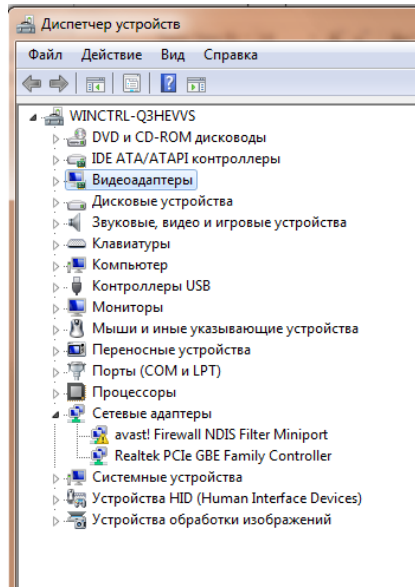 Диспетчер устройств
Файл Действие Вид Справка
WINCTRL-Q3HEVVS
DVD и CD-ROM дисководы
IDE ATA/ATAPI контроллеры
Видеоадаптеры
Дисковые устройства
Звуковые, видео и игровые устройства
Клавиатуры
Компьютер
Контроллеры USB
Мониторы
Мыши и иные указывающие устройства
Переносные устройства
Порты (COM и LPT)
Процессоры
Сетевые адаптеры
avast! Firewall NDIS Filter Miniport
Realtek PCIe GBE Family Controller
Системные устройства
Устройства HID (Human Interface Devices)
Устройства обработки изображений